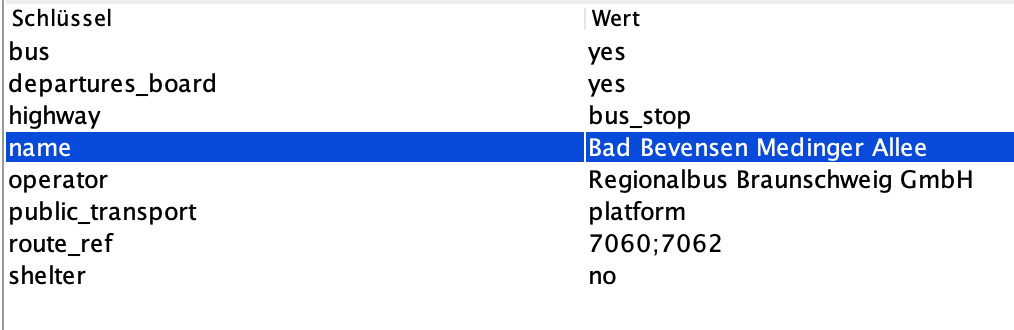 Schlüssel Wert
bus yes
departures_board yes
highway bus_stop
name Bad Bevensen Medinger Allee
operator Regionalbus Braunschweig GmbH
public_transport platform
route_ref 7060;7062
shelter no